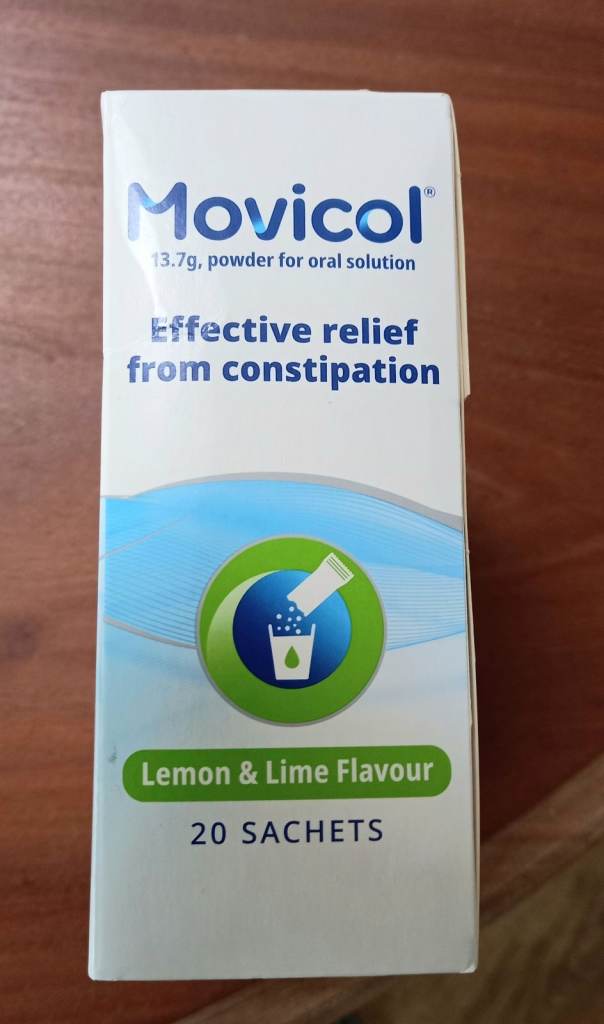 Movicol®
13.7g, powder for oral solution
Effective relief
from constipation
Lemon & Lime Flavour
20 SACHETS